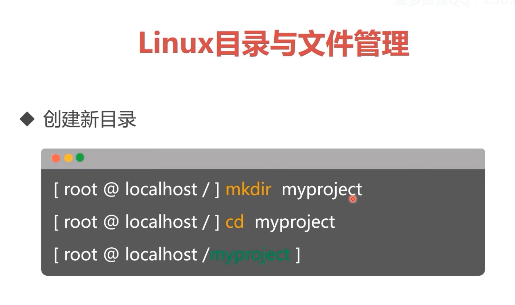 Linux目录与文件管理
◆ 创建新目录
[ root @ localhost / ] mkdir myproject
[ root @ localhost / ] cd myproject
[ root @ localhost /myproject ]